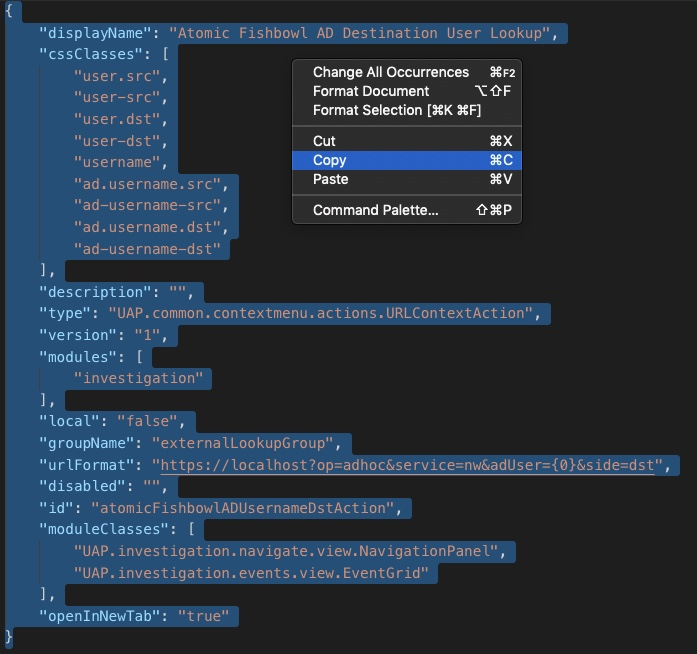 {
"displayName": "Atomic Fishbowl AD Destination User Lookup",
"cssClasses": [
"user.src",
"user-src",
"user.dst",
"user-dst",
"username",
"ad.username.src",
"ad-username-src",
"ad.username.dst",
"ad-username-dst"
],
"description": "",
"type": "UAP.common.contextmenu.actions.URLContextAction",
"version": "1",
"modules": [
"investigation"
],
"local": "false",
"groupName": "externalLookupGroup",
"urlFormat": "https://localhost?op=adhoc&service=nw&adUser={0}&side=dst",
"disabled": "",
"id": "atomicFishbowlADUsernameDstAction",
"moduleClasses": [
"UAP.investigation.navigate.view.NavigationPanel",
"UAP.investigation.events.view.EventGrid"
],
"openInNewTab": "true"
}
Change All Occurrences ⌘F2
Format Document ⌥⇧F
Format Selection [⌘K ⌘F]
Cut ⌘X
Copy ⌘C
Paste ⌘V
Command Palette... ⇧⌘P